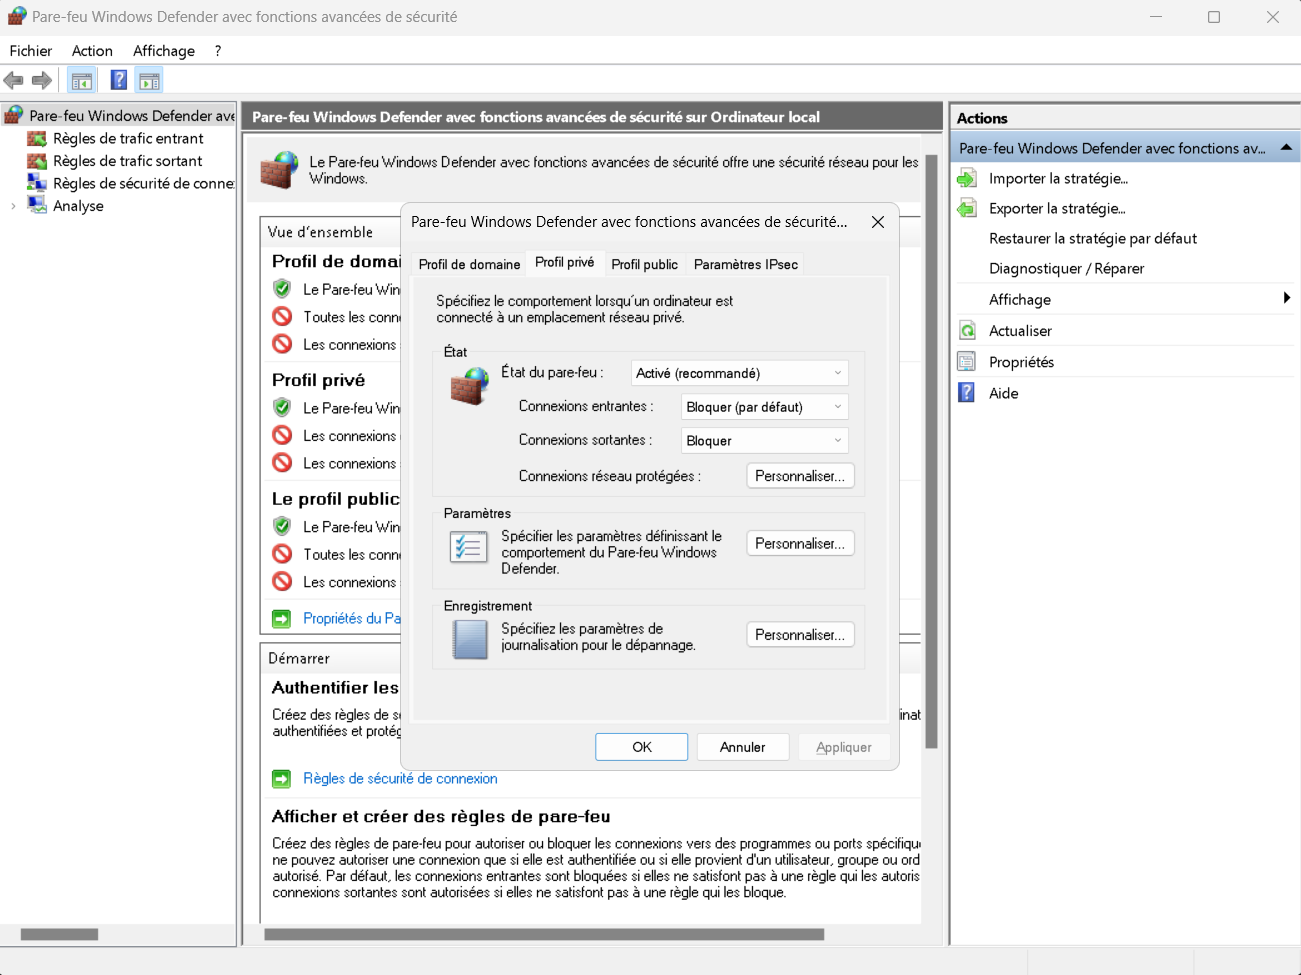 Pare-feu Windows Defender avec fonctions avancées de sécurité
Fichier Action Affichage ?
Pare-feu Windows Defender ave
Règles de trafic entrant
Règles de trafic sortant
Règles de sécurité de conne
Analyse
Pare-feu Windows Defender avec fonctions avancées de sécurité sur Ordinateur local
Le Pare-feu Windows Defender avec fonctions avancées de sécurité offre une sécurité réseau pour les
Windows.
Vue d'ensemble
Profil de domai
Le Pare-feu Win
Toutes les conn
Les connexions
Profil privé
Le Pare-feu Win
Les connexions
Les connexions
Le profil public
Le Pare-feu Win
Toutes les conn
Les connexions
Propriétés du Pa
Démarrer
Authentifier les
Créez des règles de s
authentifiées et protég
Règles de sécurité de connexion
Afficher et créer des règles de pare-feu
Créez des règles de pare-feu pour autoriser ou bloquer les connexions vers des programmes ou ports spécifiqu
ne pouvez autoriser une connexion que si elle est authentifiée ou si elle provient d'un utilisateur, groupe ou ord
autorisé. Par défaut, les connexions entrantes sont bloquées si elles ne satisfont pas à une règle qui les autoris
connexions sortantes sont autorisées si elles ne satisfont pas à une règle qui les bloque.
Pare-feu Windows Defender avec fonctions avancées de sécurité...
Profil de domaine Profil privé Profil public Paramètres IPsec
Spécifiez le comportement lorsqu'un ordinateur est
connecté à un emplacement réseau privé.
État
État du pare-feu : Activé (recommandé)
Connexions entrantes : Bloquer (par défaut)
Connexions sortantes : Bloquer
Connexions réseau protégées : Personnaliser...
Paramètres
Spécifier les paramètres définissant le
comportement du Pare-feu Windows
Defender.
Personnaliser...
Enregistrement
Spécifiez les paramètres de
journalisation pour le dépannage.
Personnaliser...
OK Annuler Appliquer
inat
Actions
Pare-feu Windows Defender avec fonctions av...
Importer la stratégie...
Exporter la stratégie...
Restaurer la stratégie par défaut
Diagnostiquer / Réparer
Affichage
Actualiser
Propriétés
Aide